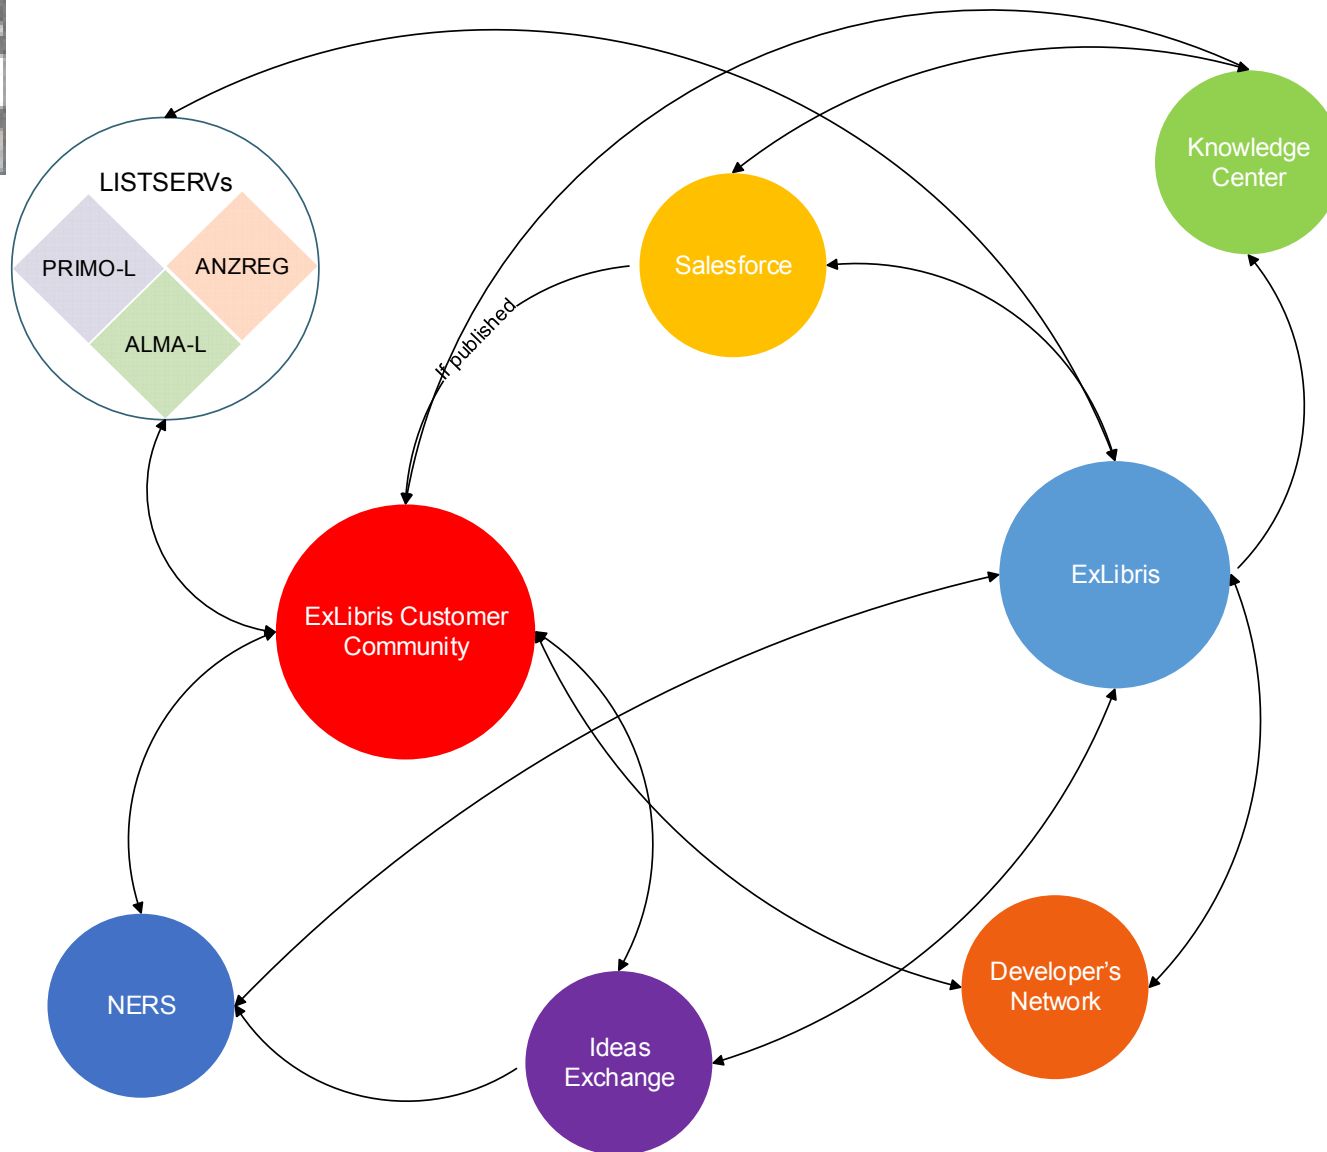 Knowledge
Center
LISTSERVs
PRIMO-L
ANZREG
ALMA-L
Salesforce
If published
ExLibris
ExLibris Customer
Community
NERS
Ideas
Exchange
Developer’s
Network